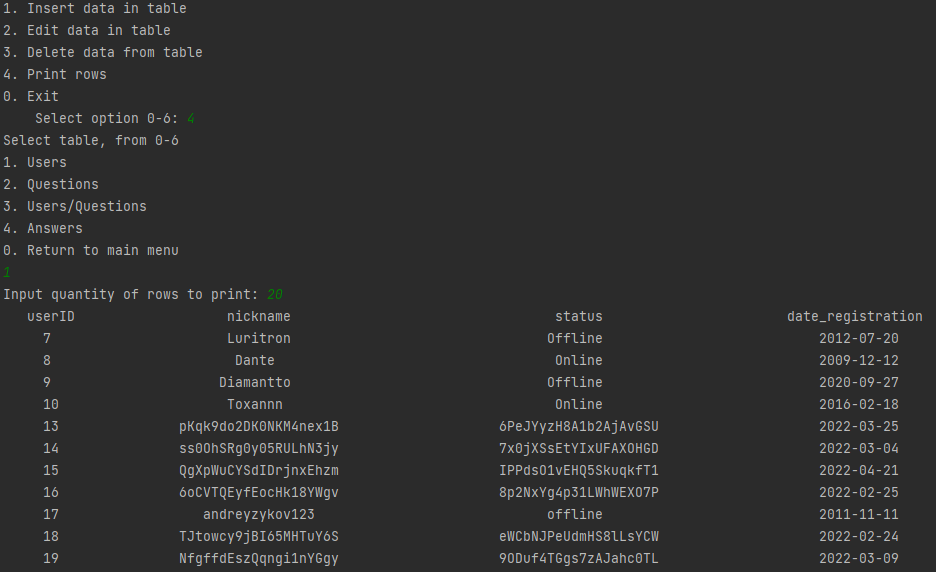 1. Insert data in table
2. Edit data in table
3. Delete data from table
4. Print rows
0. Exit
Select option 0-6: 4
Select table, from 0-6
1. Users
2. Questions
3. Users/Questions
4. Answers
0. Return to main menu
1
Input quantity of rows to print: 20
userID nickname status date_registration
7 Luritron Offline 2012-07-20
8 Dante Online 2009-12-12
9 Diamantto Offline 2020-09-27
10 Toxannn Online 2016-02-18
13 pKqk9do2DK0NKM4nex1B 6PeJYyzH8A1b2AjAvGSU 2022-03-25
14 ss0OhSRg0y05RULhN3jy 7x0jXSsEtYIxUFAXOHGD 2022-03-04
15 QgXpWuCYSdIDrjnxEhzm IPPdsO1vEHQ5SkuqkfT1 2022-04-21
16 6oCVTQEyfEocHk18YWgv 8p2NxYg4p31LWhWEXO7P 2022-02-25
17 andreyzykov123 offline 2011-11-11
18 TJtowcy9jBI65MHTuY6S eWCbNJPeUdmHS8lLsYCW 2022-02-24
19 NfgffdEszQqngi1nYGgy 9ODuf4TGgs7zAJahc0TL 2022-03-09